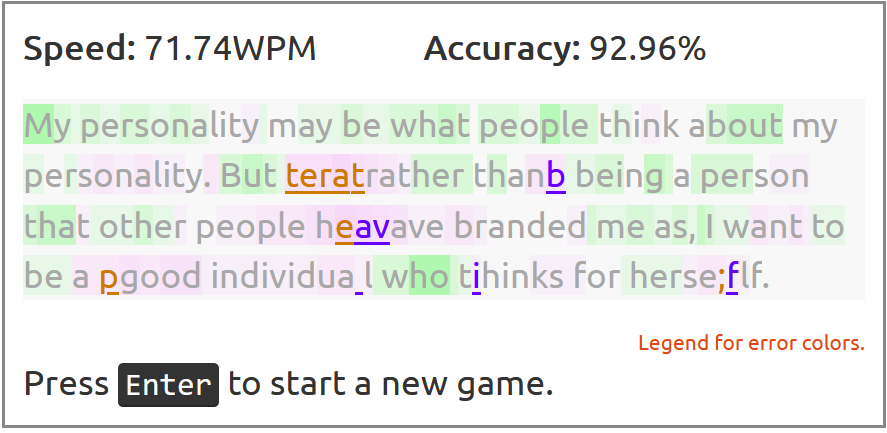 Speed: 71.74WPM Accuracy: 92.96%
My personality may be what people think about my
personality. But teratrather thanb being a person
that other people heavave branded me as, I want to
be a pgood individua l who tihinks for herse;flf.
Legend for error colors.
Press Enter to start a new game.